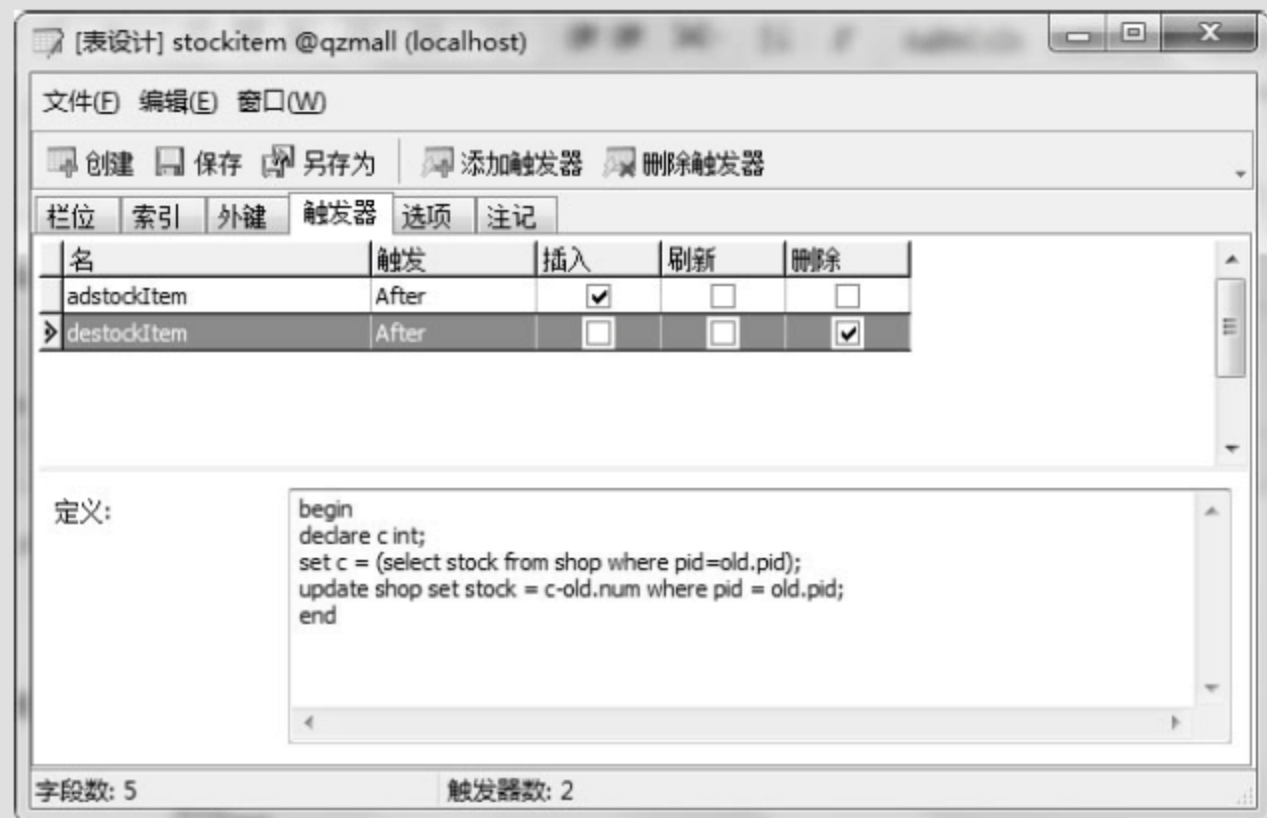 [表设计] stockitem @qzmall (localhost)
文件(F) 编辑(E) 窗口(W)
创建 保存 另存为 添加触发器 删除触发器
栏位 索引 外键 触发器 选项 注记
名 触发 插入 刷新 删除
adstockItem After
destockItem After
定义:
begin
declare c int;
set c = (select stock from shop where pid=old.pid);
update shop set stock = c-old.num where pid = old.pid;
end
字段数: 5 触发器数: 2